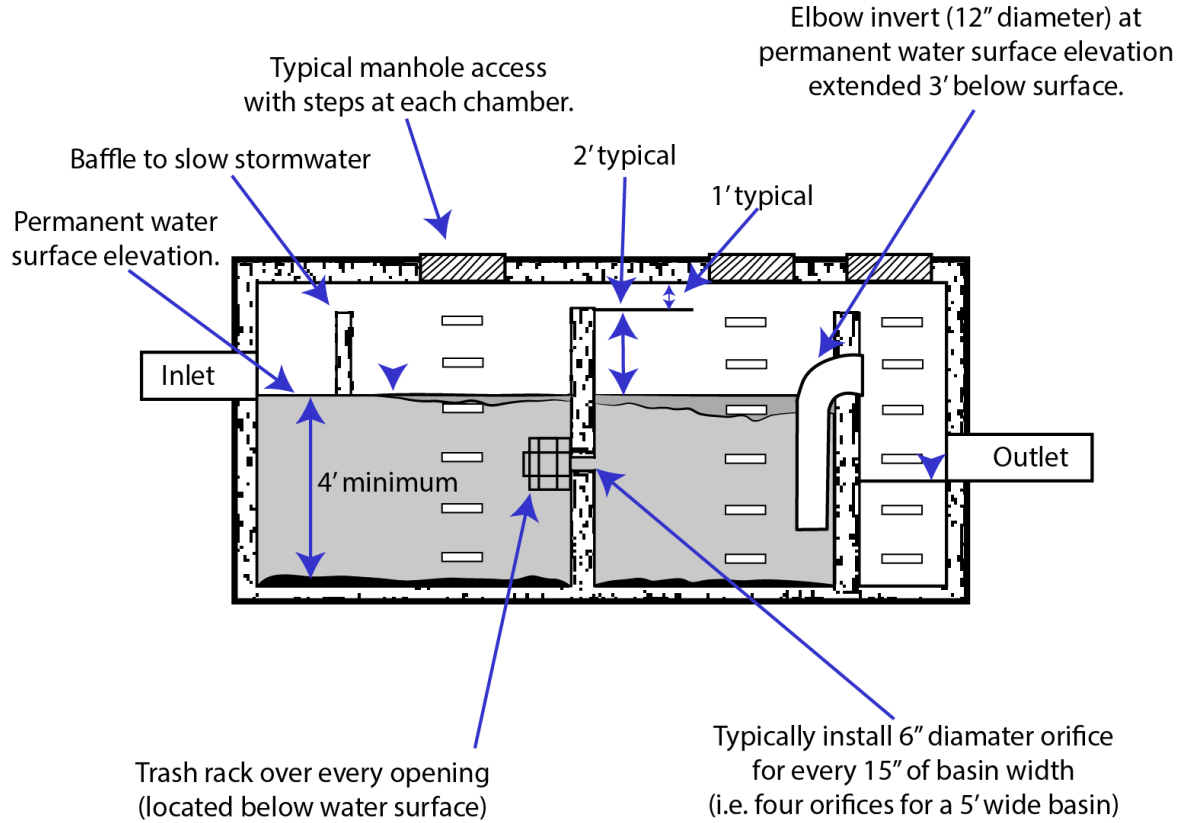 Elbow invert (12” diameter) at
permanent water surface elevation
extended 3’ below surface.
Typical manhole access
with steps at each chamber.
2’ typical
Baffle to slow stormwater
1’ typical
Permanent water
surface elevation.
Inlet
Outlet
4’ minimum
Typically install 6” diamater orifice
for every 15” of basin width
(i.e. four orifices for a 5’ wide basin)
Trash rack over every opening
(located below water surface)